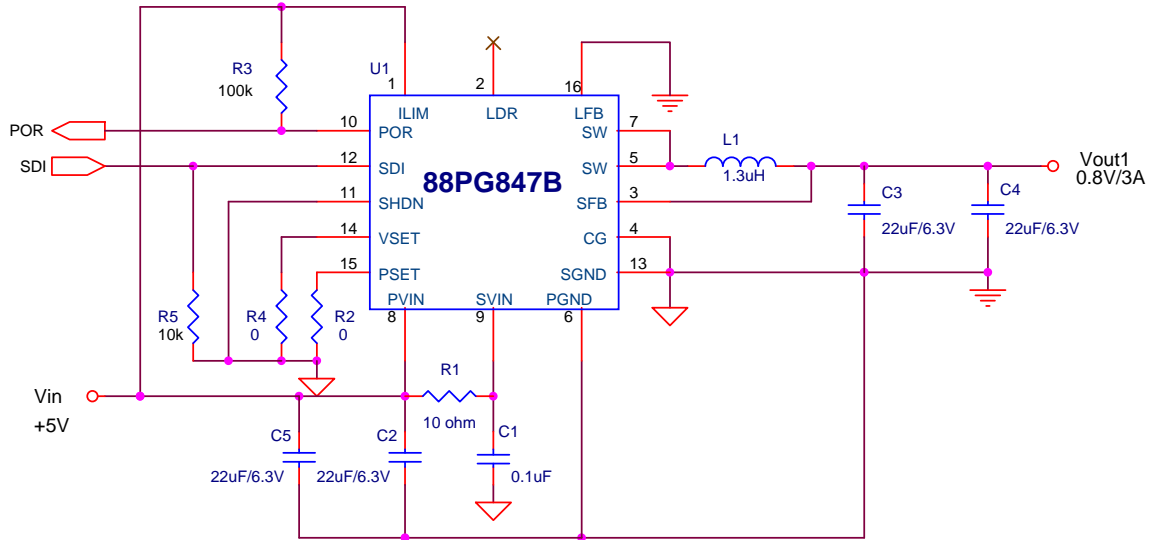 R3
100k
U1
1
2
16
ILIM
LDR
LFB
POR
10
POR
SW
7
SDI
12
SDI
SW
5
L1
1.3uH
Vout1
0.8V/3A
88PG847B
11
SHDN
SFB
3
C3
22uF/6.3V
C4
22uF/6.3V
14
VSET
CG
4
15
PSET
SGND
13
PVIN
SVIN
PGND
8
9
6
R5
10k
R4
0
R2
0
R1
10 ohm
Vin
+5V
C5
22uF/6.3V
C2
22uF/6.3V
C1
0.1uF